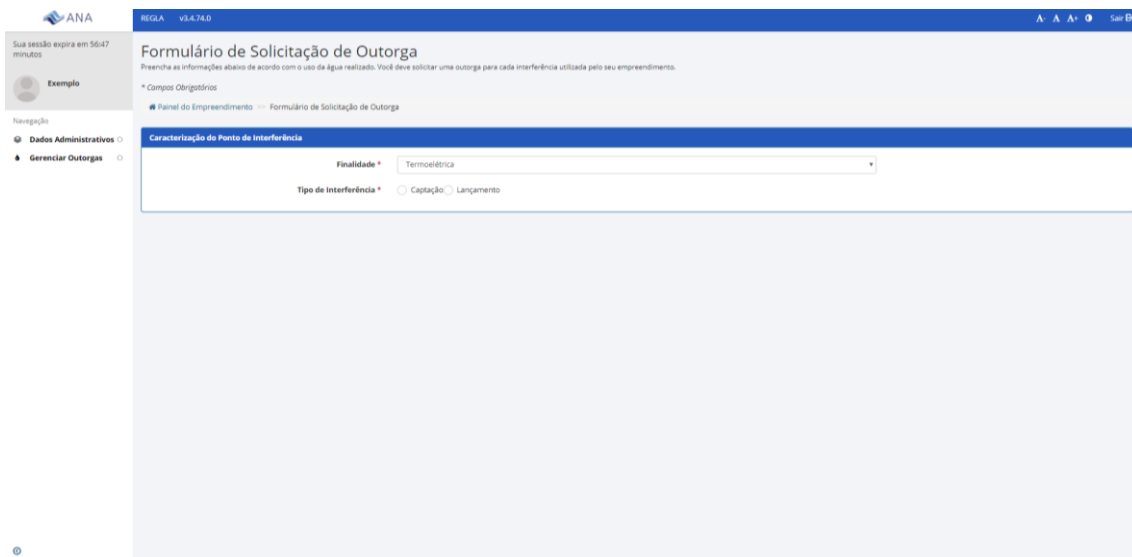 ANA
REGLA v3.4.74.0
A- A A+ Sair
Sua sessão expira em 56:47
minutos
Exemplo
Navegação
Dados Administrativos
Gerenciar Outorgas
Formulário de Solicitação de Outorga
Preencha as informações abaixo de acordo com o uso da água realizado. Você deve solicitar uma outorga para cada interferência utilizada pelo seu empreendimento.
* Campos Obrigatórios
Painel do Empreendimento >> Formulário de Solicitação de Outorga
Caracterização do Ponto de Interferência
Finalidade * Termoelétrica
Tipo de Interferência * Captação Lançamento